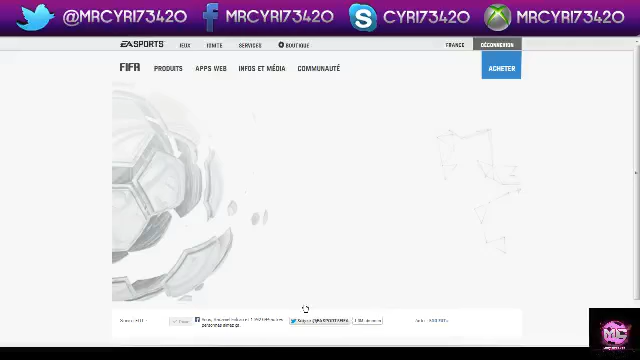 @MRCYRI73420 MRCYRI73420 CYRI73420 MRCYRI73420
EA SPORTS JEUX IGNITE SERVICES BOUTIQUE FRANCE DÉCONNEXION
FIFA PRODUITS APPS WEB INFOS ET MÉDIA COMMUNAUTÉ ACHETER